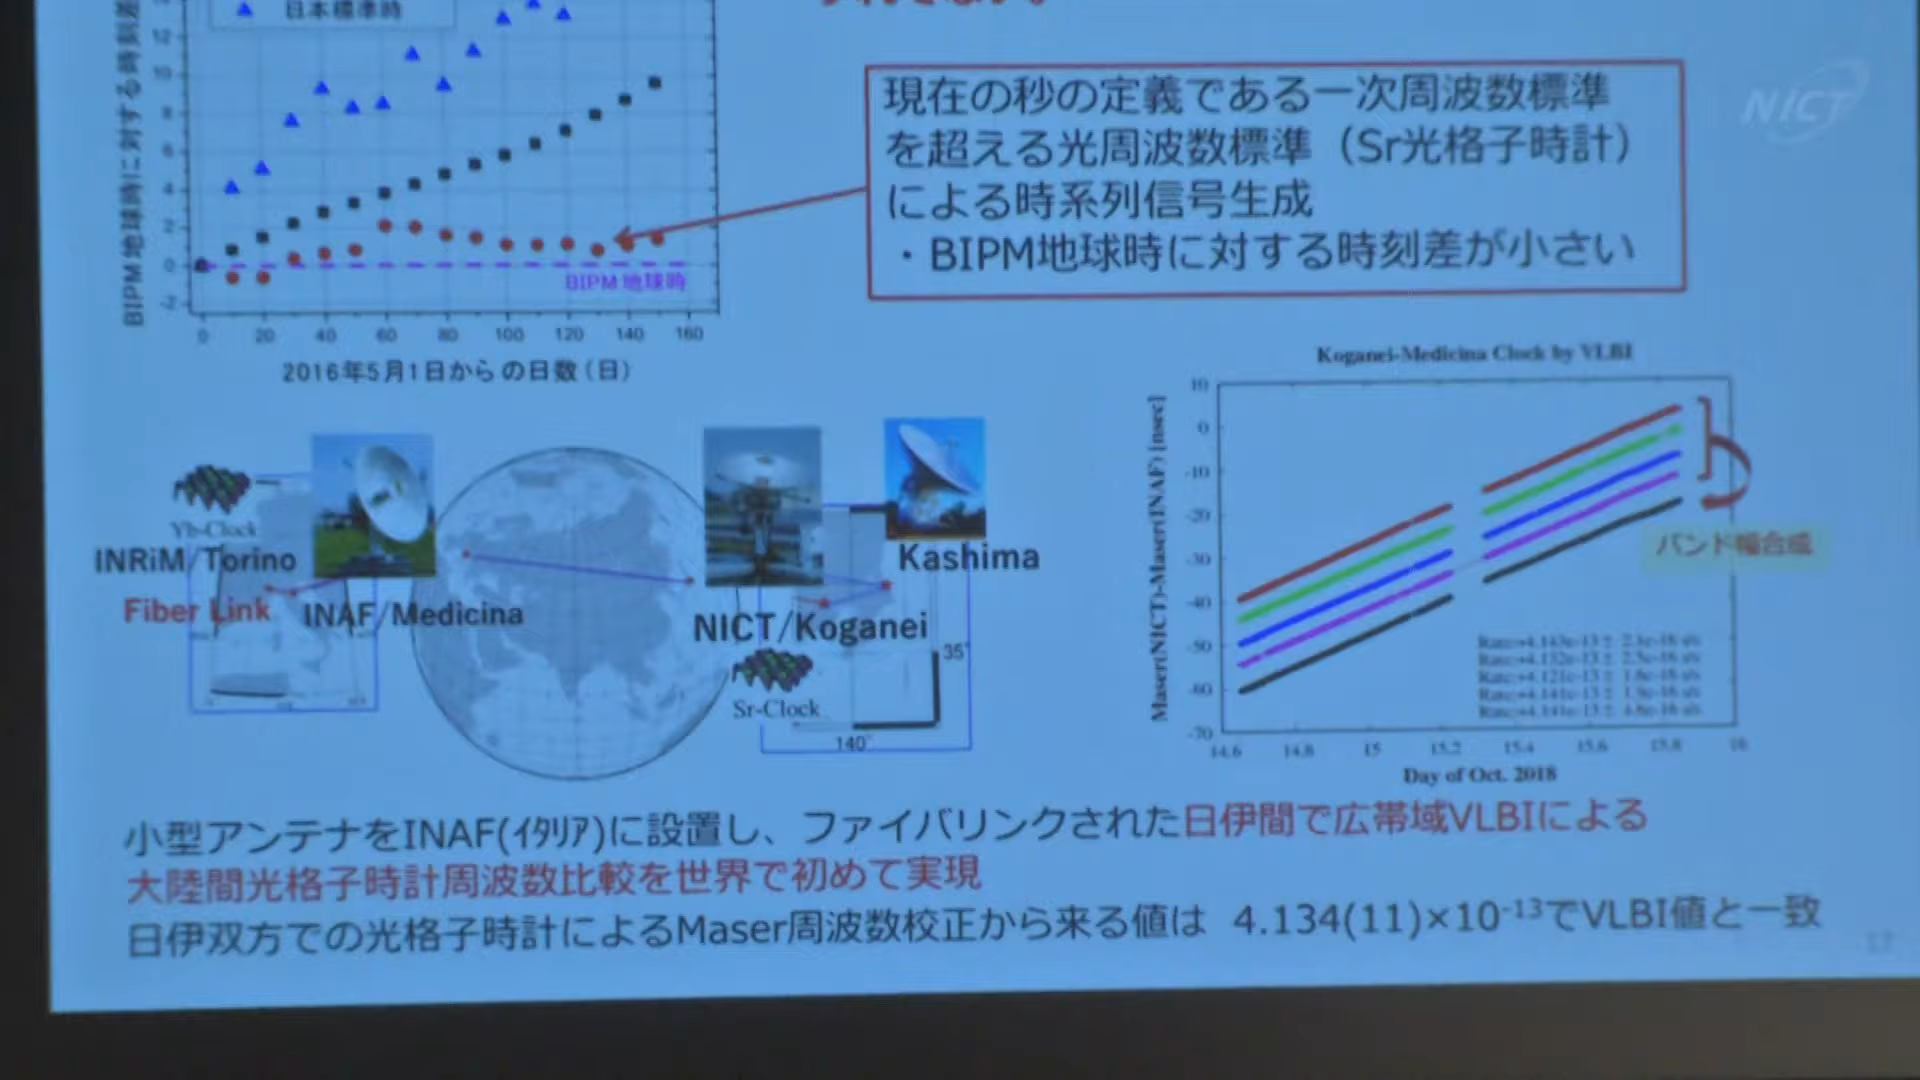 日本標準時
BIPM地球時に対する時刻差
12
10
8
6
4
2
0
-2
BIPM地球時
0 20 40 60 80 100 120 140 160
2016年5月1日からの日数（日）
現在の秒の定義である一次周波数標準
を超える光周波数標準（Sr光格子時計）
による時系列信号生成
・BIPM地球時に対する時刻差が小さい
NICT
Yb-Clock
INRiM/Torino
Fiber Link
INAF/Medicina
NICT/Koganei
Kashima
Sr-Clock
35°
140°
Koganei-Medicina Clock by VLBI
Maser(NICT)-Maser(INAF) [nsec]
10
0
-10
-20
-30
-40
-50
-60
-70
14.6 14.8 15 15.2 15.4 15.6 15.8 16
Day of Oct. 2018
バンド幅合成
小型アンテナをINAF(ｲﾀﾘｱ)に設置し、ファイバリンクされた日伊間で広帯域VLBIによる
大陸間光格子時計周波数比較を世界で初めて実現
日伊双方での光格子時計によるMaser周波数校正から来る値は 4.134(11)×10⁻¹³でVLBI値と一致
17